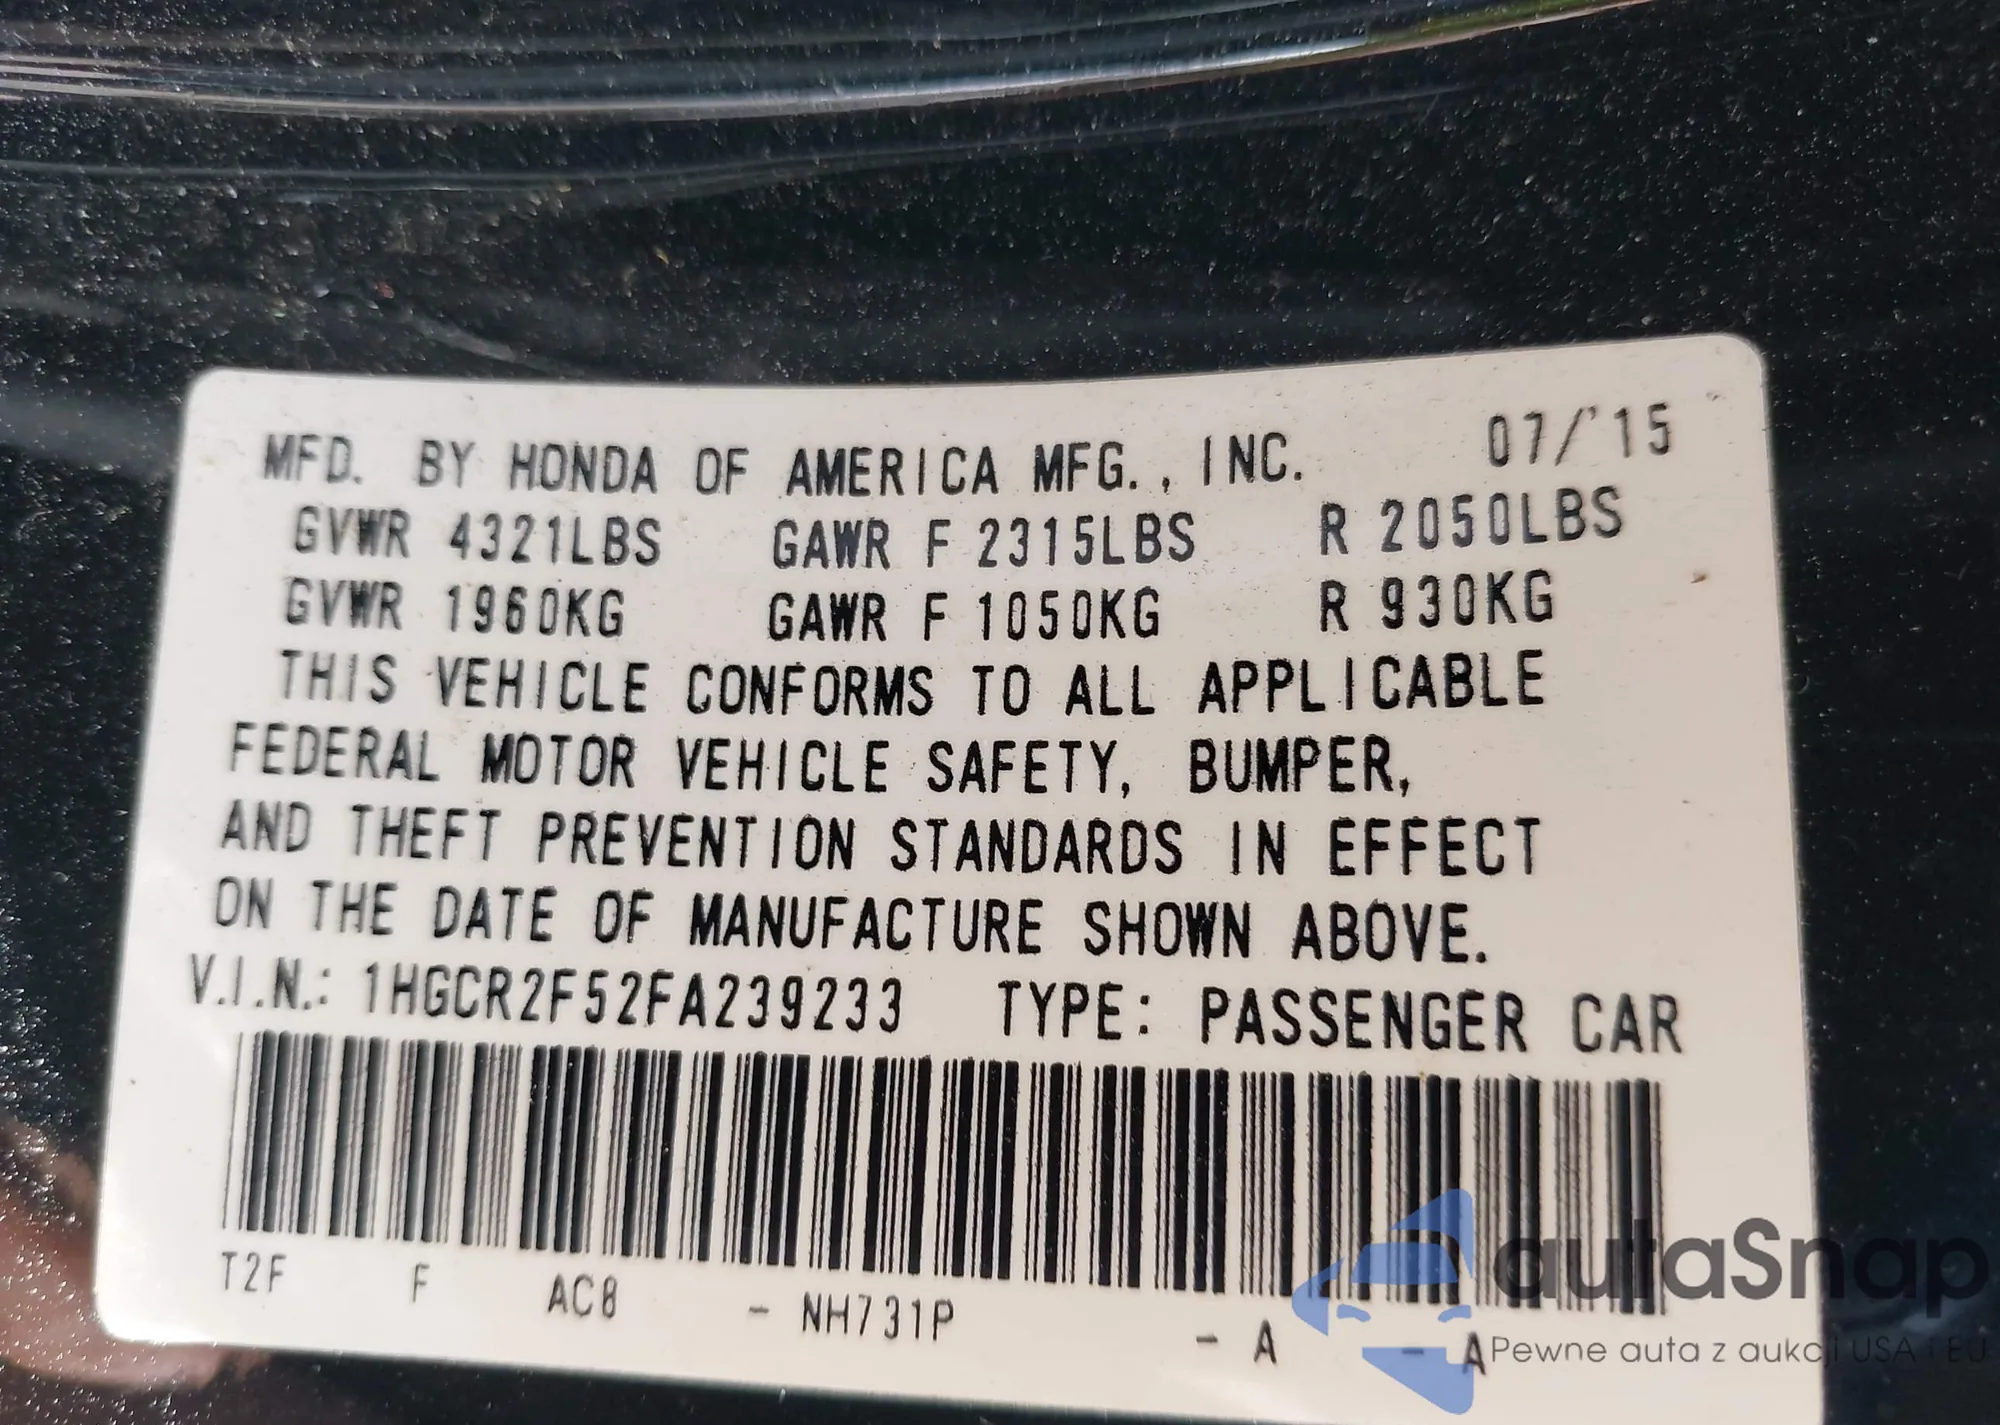 MFD. BY HONDA OF AMERICA MFG., INC. 07/'15
GVWR 4321LBS GAWR F 2315LBS R 2050LBS
GVWR 1960KG GAWR F 1050KG R 930KG
THIS VEHICLE CONFORMS TO ALL APPLICABLE
FEDERAL MOTOR VEHICLE SAFETY, BUMPER,
AND THEFT PREVENTION STANDARDS IN EFFECT
ON THE DATE OF MANUFACTURE SHOWN ABOVE.
V.I.N.: 1HGCR2F52FA239233 TYPE: PASSENGER CAR
T2F F AC8 - NH731P - A - A
autaSnap
Pewne auta z aukcji USA i EU